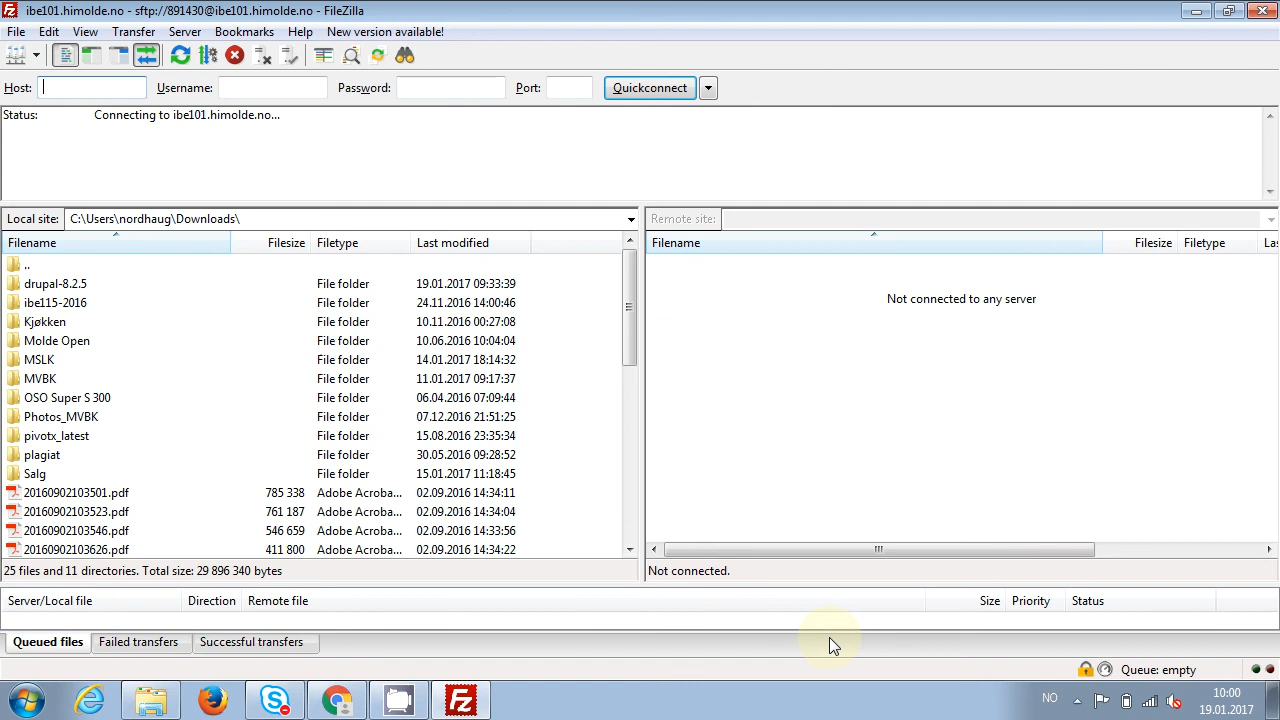 ibe101.himolde.no - sftp://891430@ibe101.himolde.no - FileZilla
File Edit View Transfer Server Bookmarks Help New version available!
Host: Username: Password: Port: Quickconnect
Status: Connecting to ibe101.himolde.no...
Local site: C:\Users\nordhaug\Downloads\ Remote site:
Filename Filesize Filetype Last modified Filename Filesize Filetype Las
..
drupal-8.2.5 File folder 19.01.2017 09:33:39
ibe115-2016 File folder 24.11.2016 14:00:46
Not connected to any server
Kjøkken File folder 10.11.2016 00:27:08
Molde Open File folder 10.06.2016 10:04:04
MSLK File folder 14.01.2017 18:14:32
MVBK File folder 11.01.2017 09:17:37
OSO Super S 300 File folder 06.04.2016 07:09:44
Photos_MVBK File folder 07.12.2016 21:51:25
pivotx_latest File folder 15.08.2016 23:35:34
plagiat File folder 30.05.2016 09:28:52
Salg File folder 15.01.2017 11:18:45
20160902103501.pdf 785 338 Adobe Acroba... 02.09.2016 14:34:11
20160902103523.pdf 761 187 Adobe Acroba... 02.09.2016 14:34:04
20160902103546.pdf 546 659 Adobe Acroba... 02.09.2016 14:33:56
20160902103626.pdf 411 800 Adobe Acroba... 02.09.2016 14:34:22
25 files and 11 directories. Total size: 29 896 340 bytes Not connected.
Server/Local file Direction Remote file Size Priority Status
Queued files Failed transfers Successful transfers
Queue: empty
NO 10:00
19.01.2017